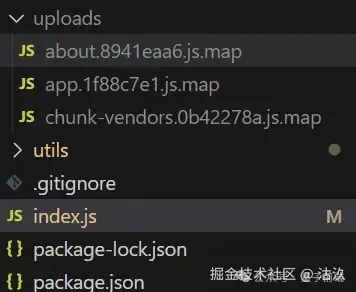 uploads
JS about.8941eaa6.js.map
JS app.1f88c7e1.js.map
JS chunk-vendors.0b42278a.js.map
utils
.gitignore
JS index.js M
{} package-lock.json
{} package.json
掘金技术社区 @ 沽汣